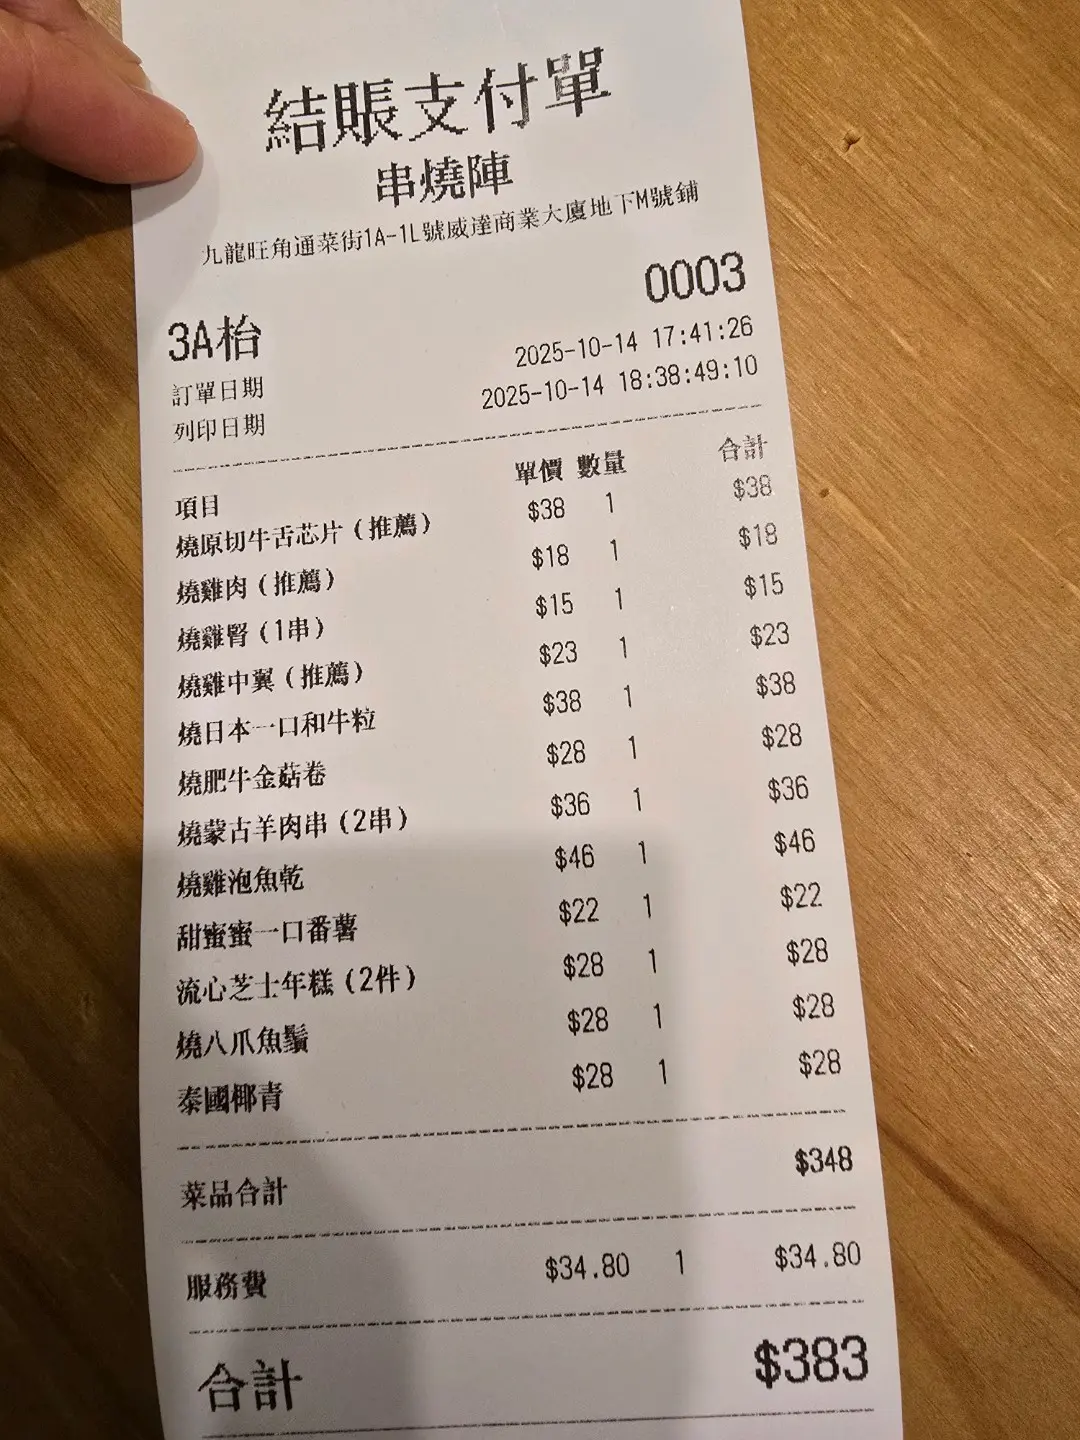 結賬支付單
串燒陣
九龍旺角通菜街1A-1L號威達商業大廈地下M號鋪
0003
3A枱
訂單日期 2025-10-14 17:41:26
列印日期 2025-10-14 18:38:49:10
項目 單價 數量 合計
燒原切牛舌芯片(推薦) $38 1 $38
燒雞肉(推薦) $18 1 $18
燒雞腎(1串) $15 1 $15
燒雞中翼(推薦) $23 1 $23
燒日本一口和牛粒 $38 1 $38
燒肥牛金菇卷 $28 1 $28
燒蒙古羊肉串(2串) $36 1 $36
燒雞泡魚乾 $46 1 $46
甜蜜蜜一口番薯 $22 1 $22
流心芝士年糕(2件) $28 1 $28
燒八爪魚鬚 $28 1 $28
泰國椰青 $28 1 $28
菜品合計 $348
服務費 $34.80 1 $34.80
合計 $383